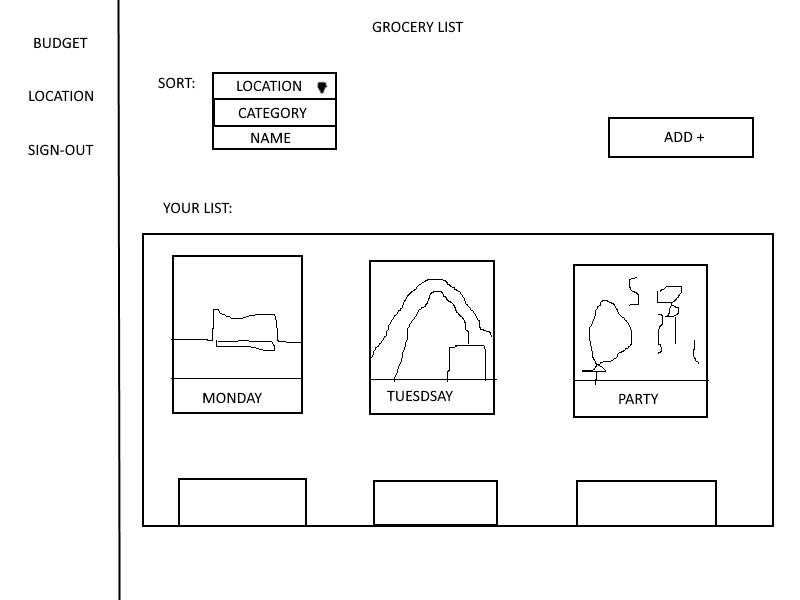 GROCERY LIST
BUDGET
LOCATION
SIGN-OUT
SORT:
LOCATION
CATEGORY
NAME
ADD +
YOUR LIST:
MONDAY
TUESDSAY
PARTY